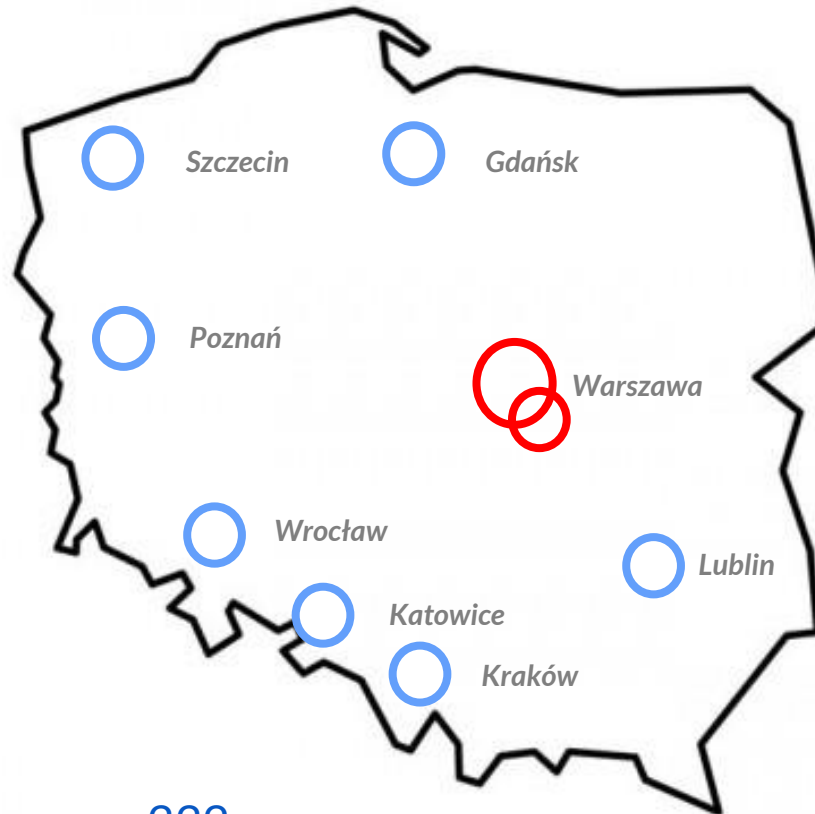 Szczecin
Gdańsk
Poznań
Warszawa
Wrocław
Lublin
Katowice
Kraków